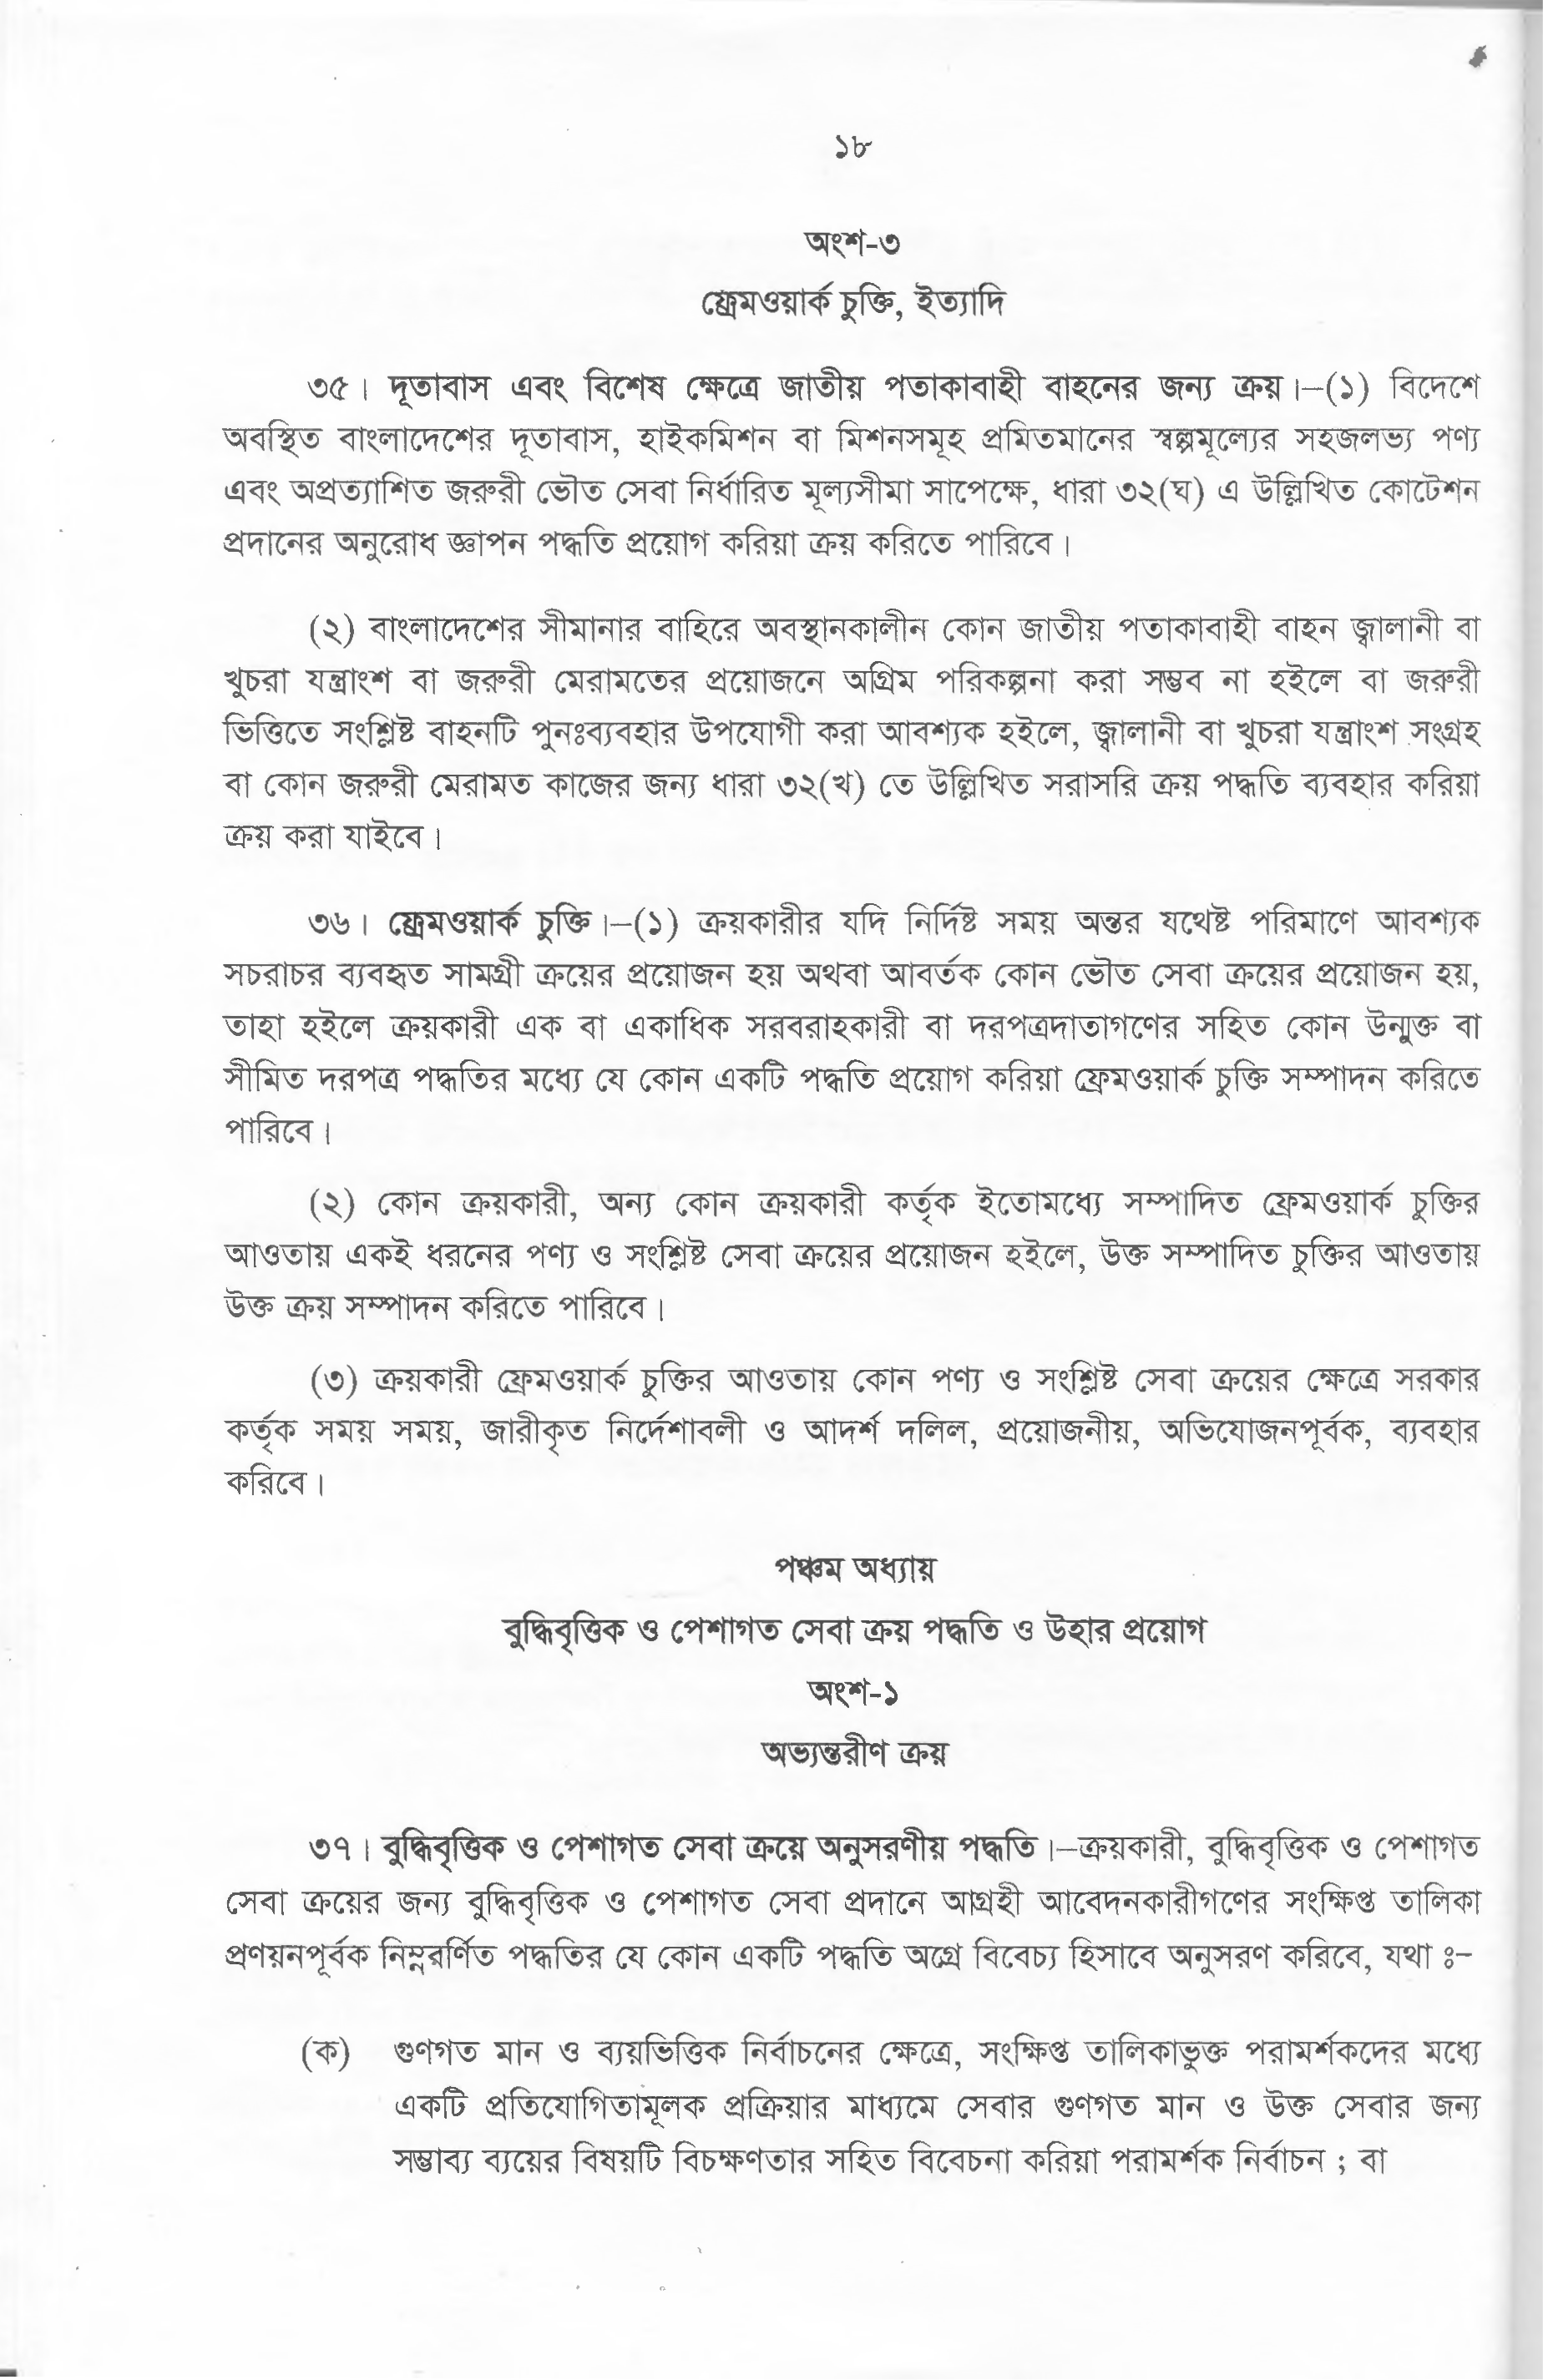 ১৮
অংশ-৩
ফ্রেমওয়ার্ক চুক্তি, ইত্যাদি
৩৫। দূতাবাস এবং বিশেষ ক্ষেত্রে জাতীয় পতাকাবাহী বাহনের জন্য ক্রয়।–(১) বিদেশে
অবস্থিত বাংলাদেশের দূতাবাস, হাইকমিশন বা মিশনসমূহ প্রমিতমানের স্বল্পমূল্যের সহজলভ্য পণ্য
এবং অপ্রত্যাশিত জরুরী ভৌত সেবা নির্ধারিত মূল্যসীমা সাপেক্ষে, ধারা ৩২(ঘ) এ উল্লিখিত কোটেশন
প্রদানের অনুরোধ জ্ঞাপন পদ্ধতি প্রয়োগ করিয়া ক্রয় করিতে পারিবে।
(২) বাংলাদেশের সীমানার বাহিরে অবস্থানকালীন কোন জাতীয় পতাকাবাহী বাহন জ্বালানী বা
খুচরা যন্ত্রাংশ বা জরুরী মেরামতের প্রয়োজনে অগ্রিম পরিকল্পনা করা সম্ভব না হইলে বা জরুরী
ভিত্তিতে সংশ্লিষ্ট বাহনটি পুনঃব্যবহার উপযোগী করা আবশ্যক হইলে, জ্বালানী বা খুচরা যন্ত্রাংশ সংগ্রহ
বা কোন জরুরী মেরামত কাজের জন্য ধারা ৩২(খ) তে উল্লিখিত সরাসরি ক্রয় পদ্ধতি ব্যবহার করিয়া
ক্রয় করা যাইবে।
৩৬। ফ্রেমওয়ার্ক চুক্তি।–(১) ক্রয়কারীর যদি নির্দিষ্ট সময় অন্তর যথেষ্ট পরিমাণে আবশ্যক
সচরাচর ব্যবহৃত সামগ্রী ক্রয়ের প্রয়োজন হয় অথবা আবর্তক কোন ভৌত সেবা ক্রয়ের প্রয়োজন হয়,
তাহা হইলে ক্রয়কারী এক বা একাধিক সরবরাহকারী বা দরপত্রদাতাগণের সহিত কোন উন্মুক্ত বা
সীমিত দরপত্র পদ্ধতির মধ্যে যে কোন একটি পদ্ধতি প্রয়োগ করিয়া ফ্রেমওয়ার্ক চুক্তি সম্পাদন করিতে
পারিবে।
(২) কোন ক্রয়কারী, অন্য কোন ক্রয়কারী কর্তৃক ইতোমধ্যে সম্পাদিত ফ্রেমওয়ার্ক চুক্তির
আওতায় একই ধরনের পণ্য ও সংশ্লিষ্ট সেবা ক্রয়ের প্রয়োজন হইলে, উক্ত সম্পাদিত চুক্তির আওতায়
উক্ত ক্রয় সম্পাদন করিতে পারিবে।
(৩) ক্রয়কারী ফ্রেমওয়ার্ক চুক্তির আওতায় কোন পণ্য ও সংশ্লিষ্ট সেবা ক্রয়ের ক্ষেত্রে সরকার
কর্তৃক সময় সময়, জারীকৃত নির্দেশাবলী ও আদর্শ দলিল, প্রয়োজনীয়, অভিযোজনপূর্বক, ব্যবহার
করিবে।
পঞ্চম অধ্যায়
বুদ্ধিবৃত্তিক ও পেশাগত সেবা ক্রয় পদ্ধতি ও উহার প্রয়োগ
অংশ-১
অভ্যন্তরীণ ক্রয়
৩৭। বুদ্ধিবৃত্তিক ও পেশাগত সেবা ক্রয়ে অনুসরণীয় পদ্ধতি।–ক্রয়কারী, বুদ্ধিবৃত্তিক ও পেশাগত
সেবা ক্রয়ের জন্য বুদ্ধিবৃত্তিক ও পেশাগত সেবা প্রদানে আগ্রহী আবেদনকারীগণের সংক্ষিপ্ত তালিকা
প্রণয়নপূর্বক নিম্নরর্ণিত পদ্ধতির যে কোন একটি পদ্ধতি অগ্রে বিবেচ্য হিসাবে অনুসরণ করিবে, যথা ঃ–
(ক) গুণগত মান ও ব্যয়ভিত্তিক নির্বাচনের ক্ষেত্রে, সংক্ষিপ্ত তালিকাভুক্ত পরামর্শকদের মধ্যে
একটি প্রতিযোগিতামূলক প্রক্রিয়ার মাধ্যমে সেবার গুণগত মান ও উক্ত সেবার জন্য
সম্ভাব্য ব্যয়ের বিষয়টি বিচক্ষণতার সহিত বিবেচনা করিয়া পরামর্শক নির্বাচন ; বা